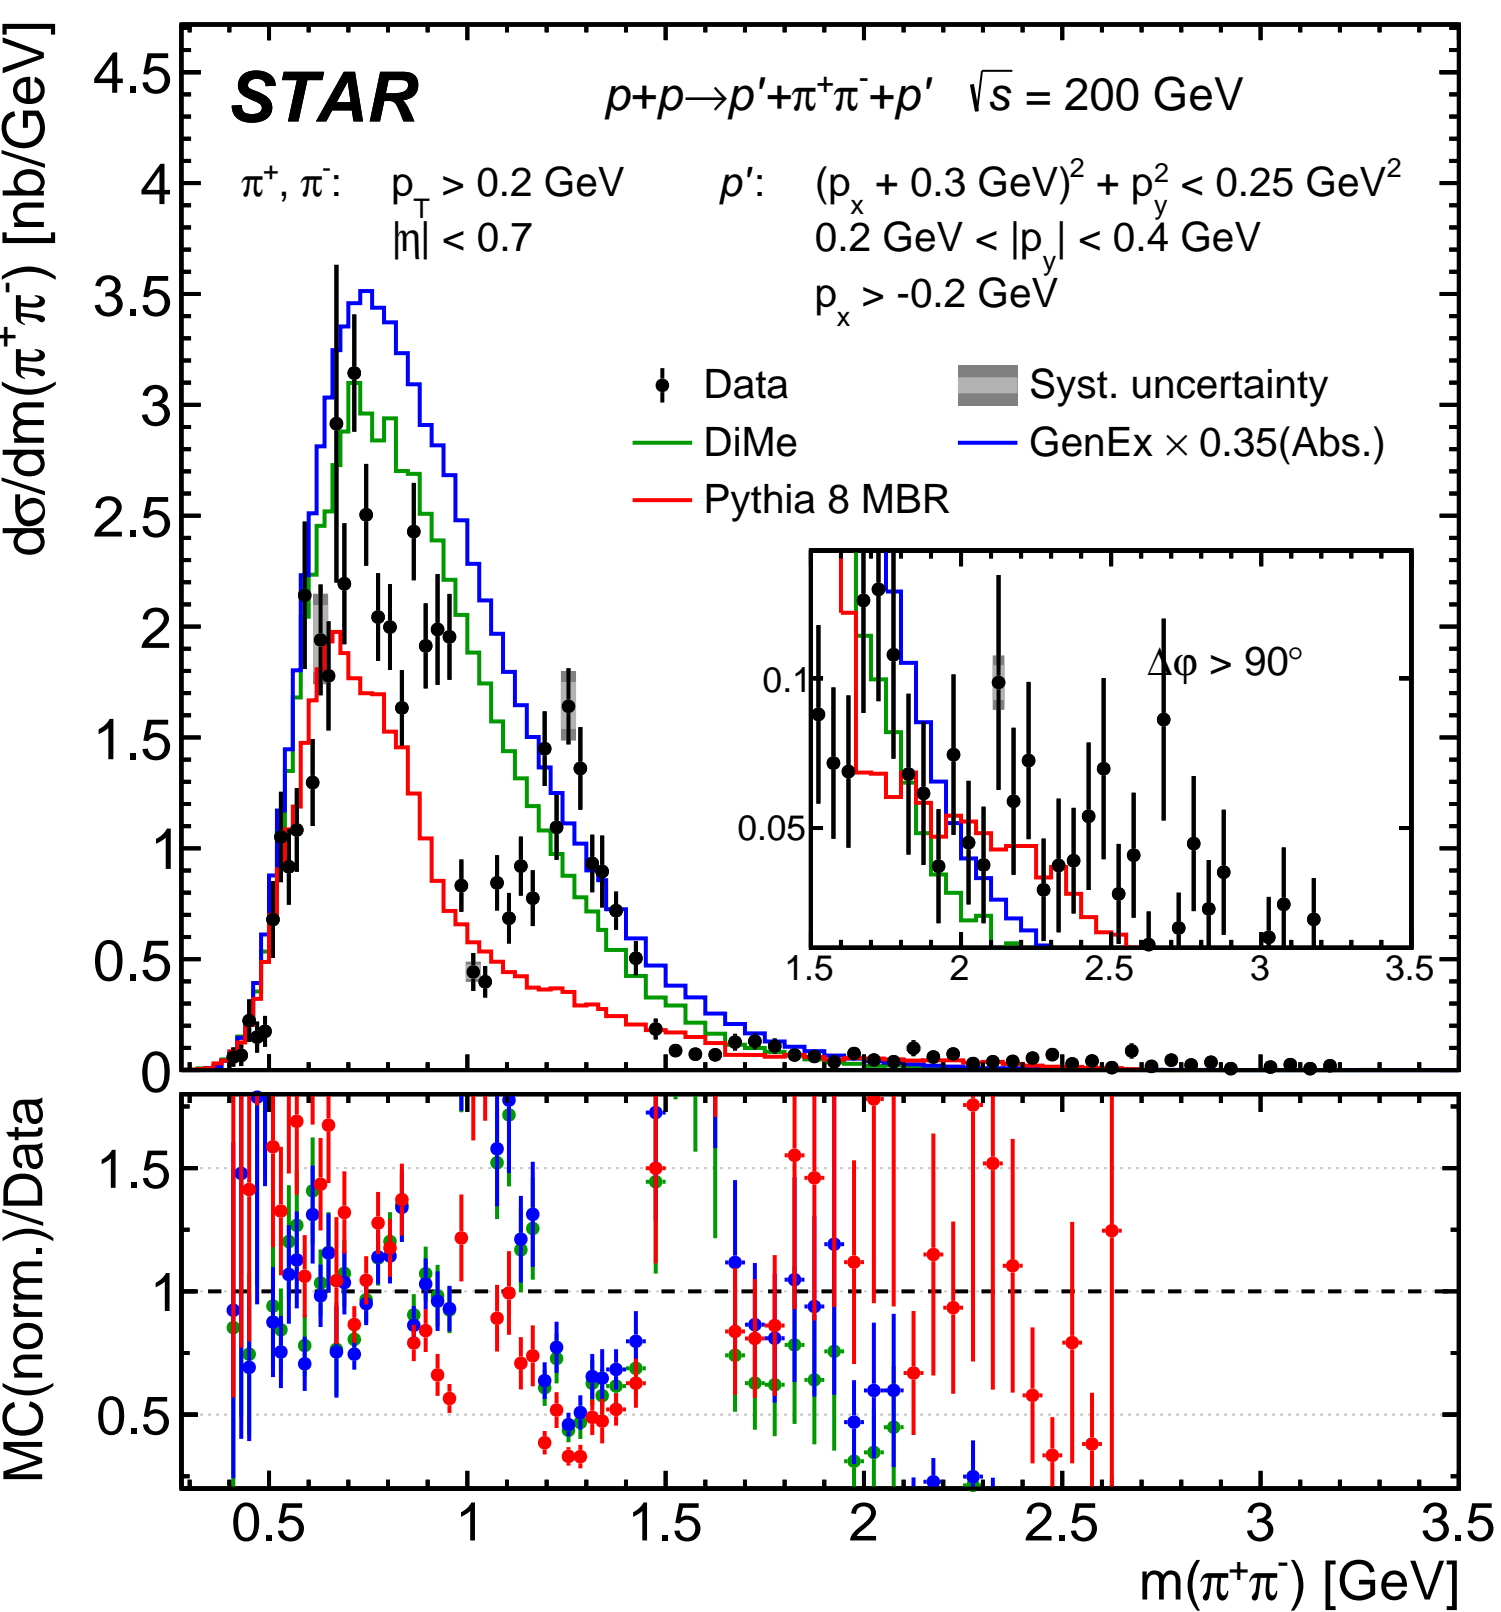 STAR p+p→p′+π⁺π⁻+p′ √s = 200 GeV
π⁺, π⁻: p_T > 0.2 GeV p′: (p_x + 0.3 GeV)² + p_y² < 0.25 GeV²
|η| < 0.7 0.2 GeV < |p_y| < 0.4 GeV
p_x > -0.2 GeV
Data Syst. uncertainty
DiMe GenEx × 0.35(Abs.)
Pythia 8 MBR
dσ/dm(π⁺π⁻) [nb/GeV]
4.5
4
3.5
3
2.5
2
1.5
1
0.5
0
Δφ > 90°
0.1
0.05
1.5 2 2.5 3 3.5
MC(norm.)/Data
1.5
1
0.5
0.5 1 1.5 2 2.5 3 3.5
m(π⁺π⁻) [GeV]